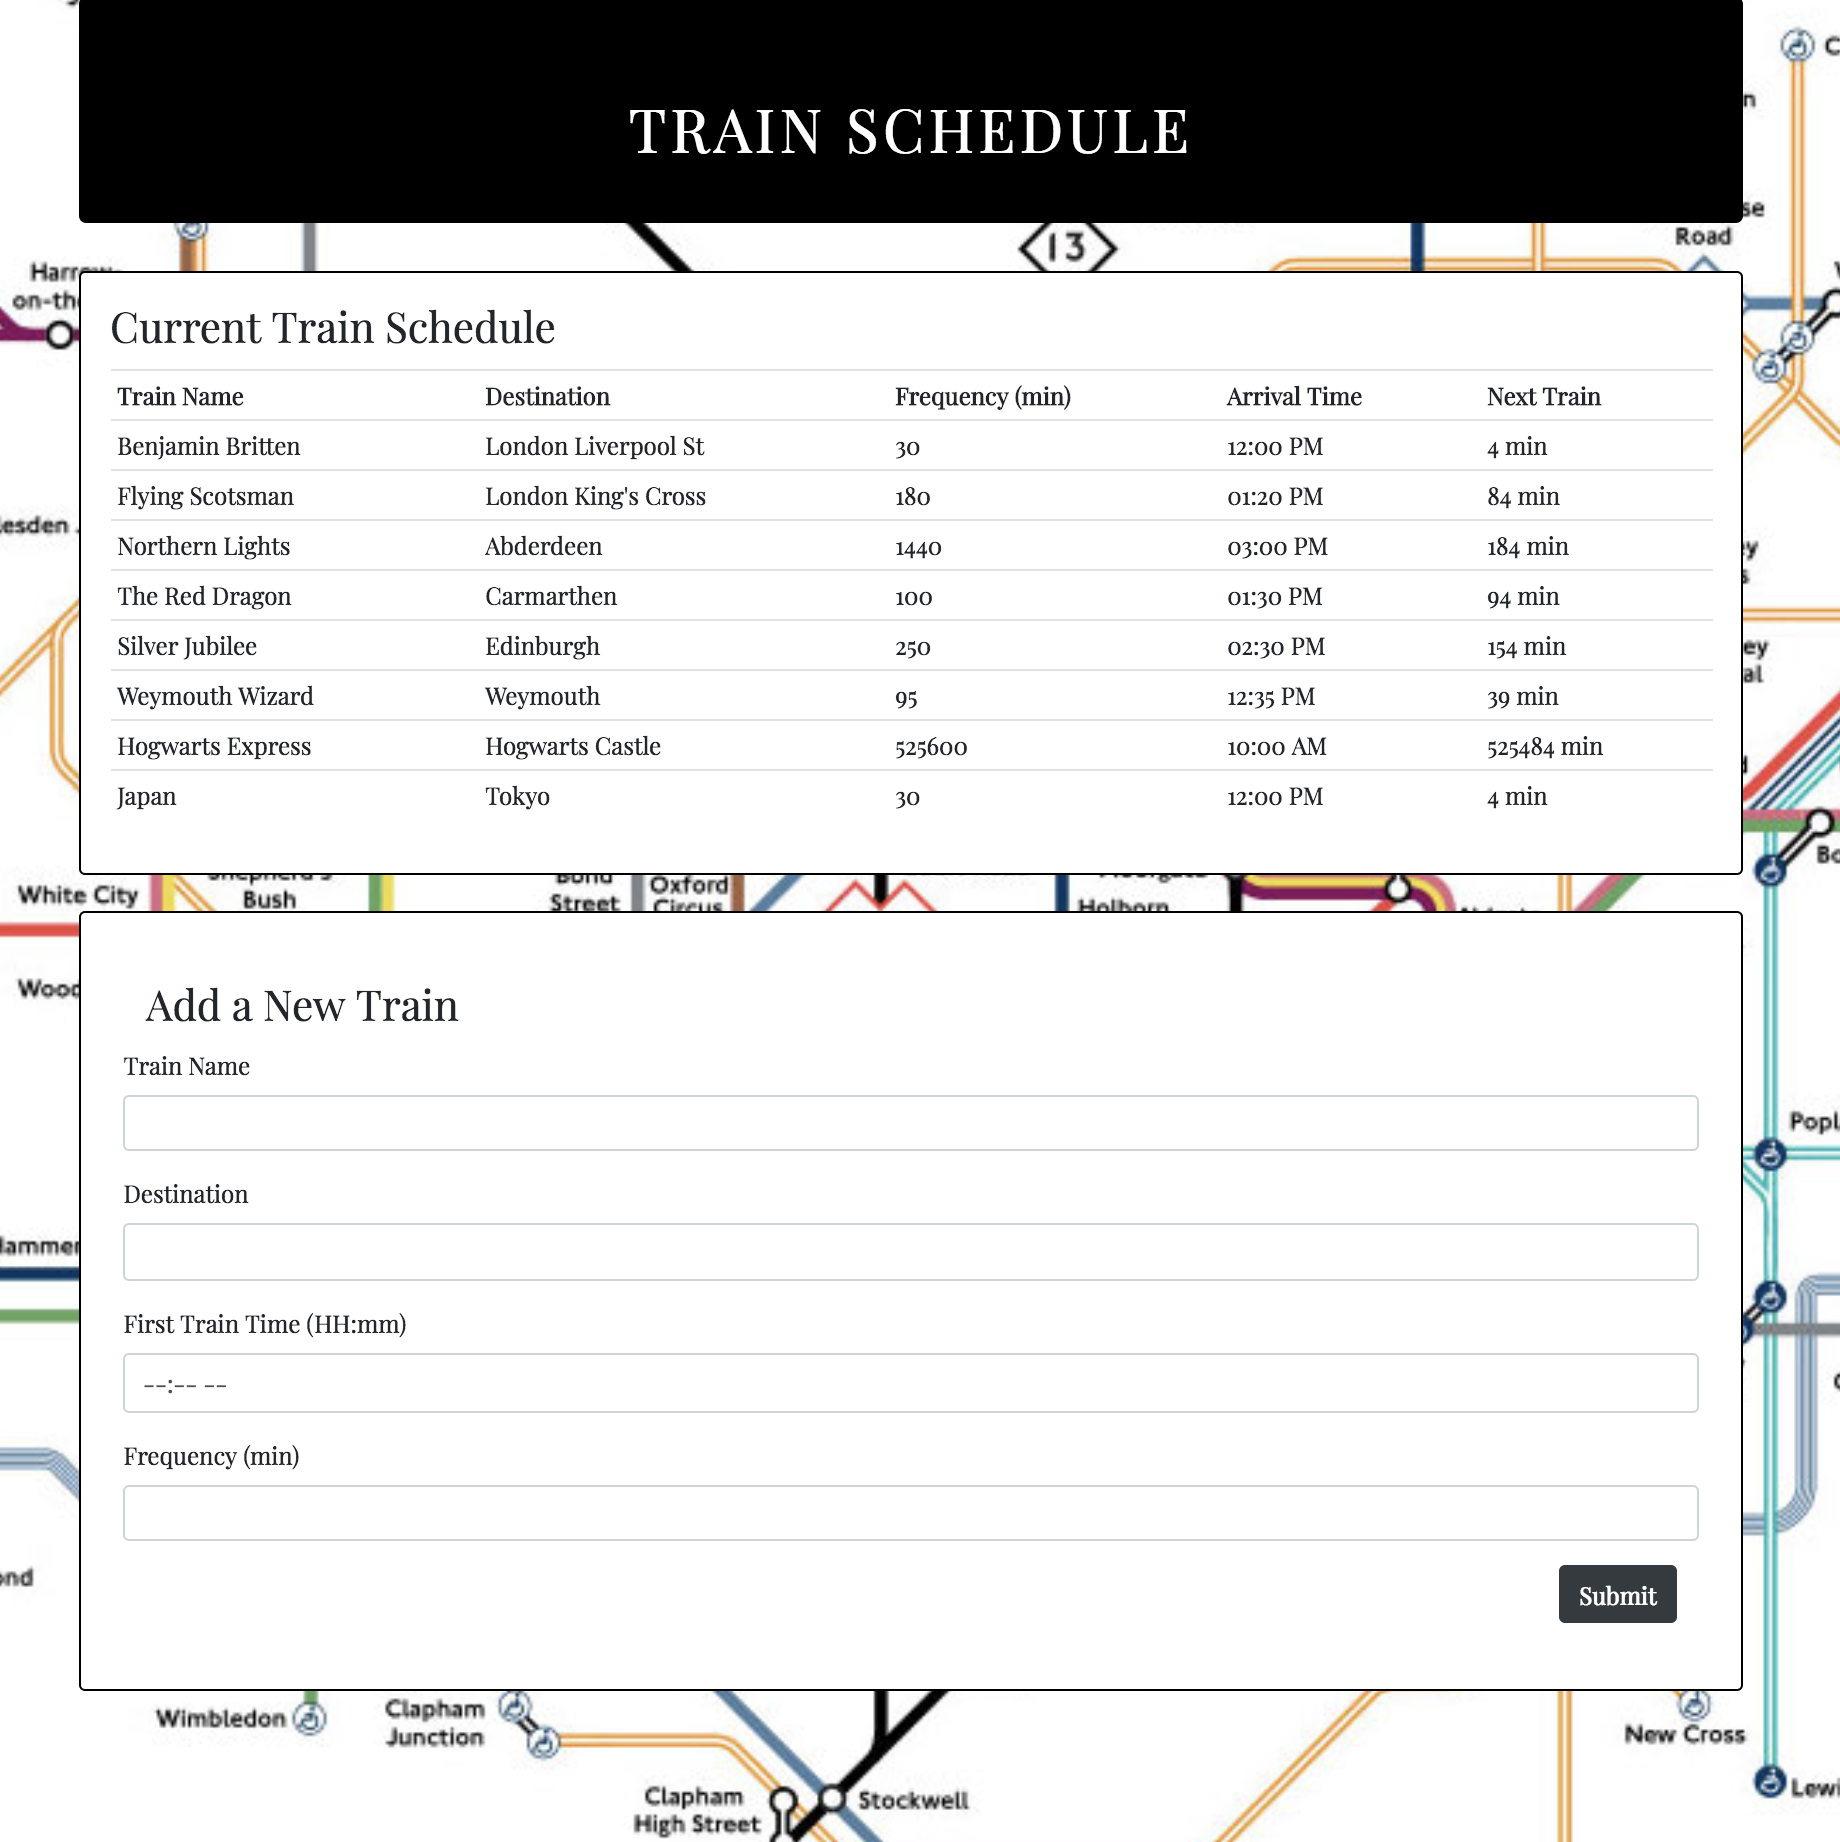 TRAIN SCHEDULE
Road
13
Current Train Schedule
Train Name Destination Frequency (min) Arrival Time Next Train
Benjamin Britten London Liverpool St 30 12:00 PM 4 min
Flying Scotsman London King's Cross 180 01:20 PM 84 min
Northern Lights Abderdeen 1440 03:00 PM 184 min
The Red Dragon Carmarthen 100 01:30 PM 94 min
Silver Jubilee Edinburgh 250 02:30 PM 154 min
Weymouth Wizard Weymouth 95 12:35 PM 39 min
Hogwarts Express Hogwarts Castle 525600 10:00 AM 525484 min
Japan Tokyo 30 12:00 PM 4 min
White City
Bush
Bond
Street
Oxford
Circus
Holborn
Add a New Train
Train Name
Destination
First Train Time (HH:mm)
--:-- --
Frequency (min)
Submit
Wimbledon
Clapham
Junction
New Cross
Clapham
High Street
Stockwell